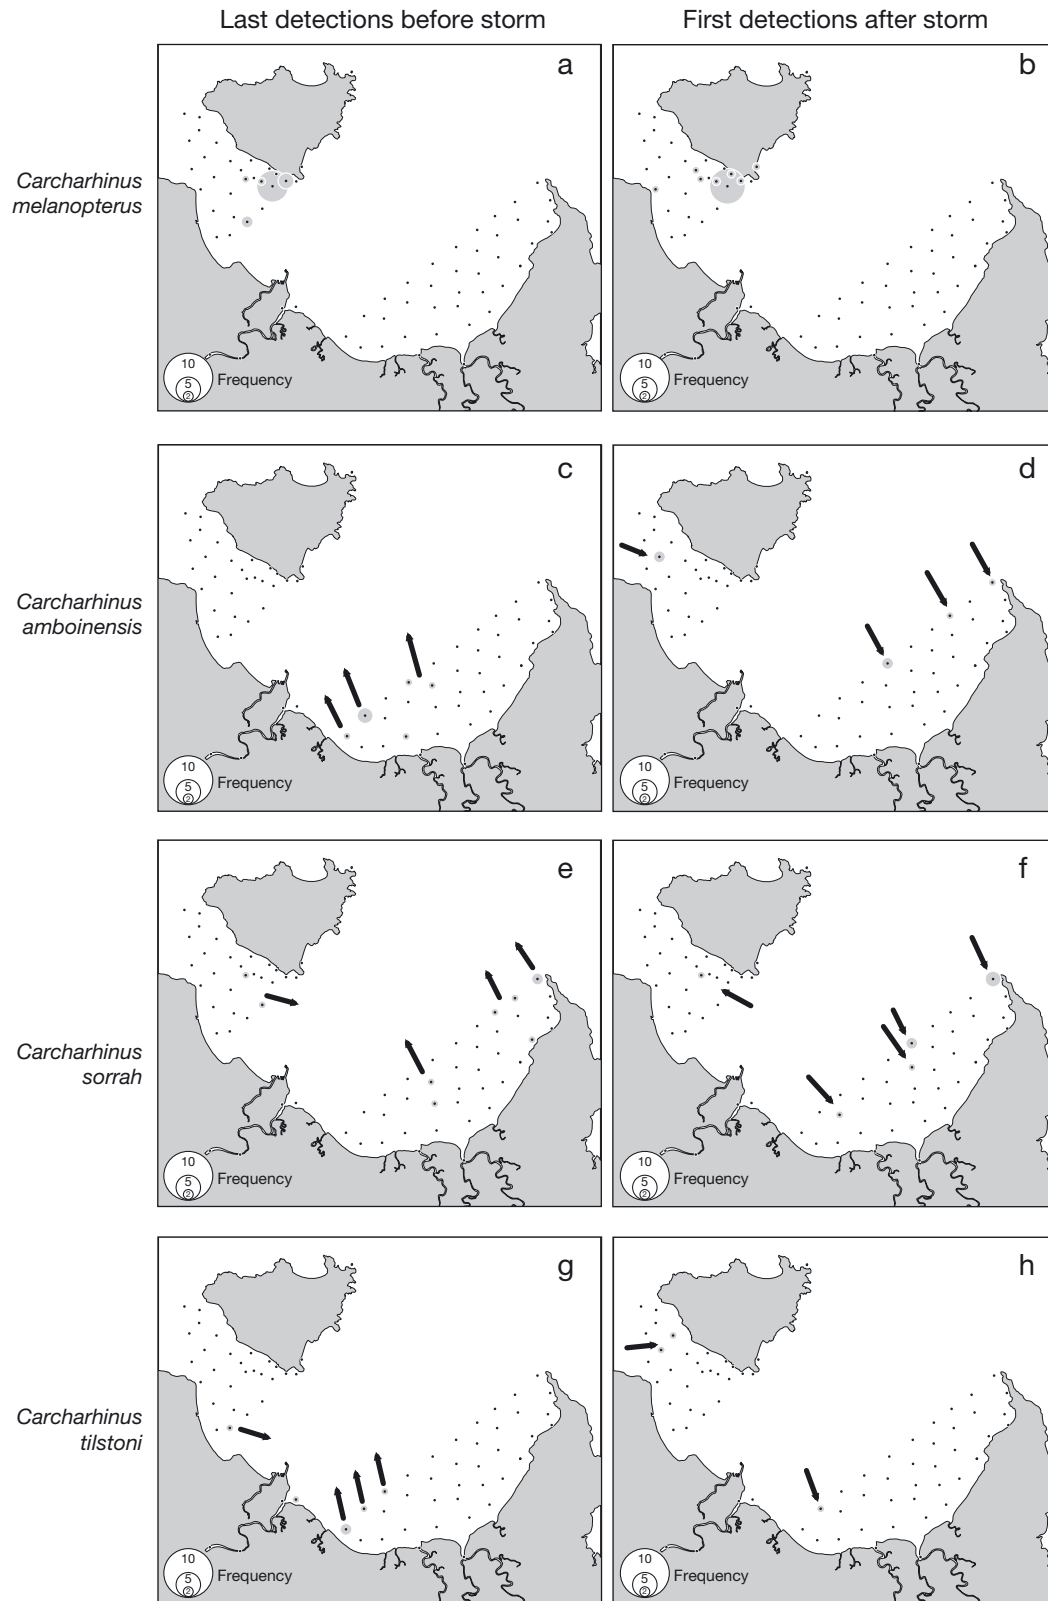 Last detections before storm
First detections after storm
Carcharhinus
melanopterus
a
10
5
2
Frequency
b
10
5
2
Frequency
Carcharhinus
amboinensis
c
10
5
2
Frequency
d
10
5
2
Frequency
Carcharhinus
sorrah
e
10
5
2
Frequency
f
10
5
2
Frequency
Carcharhinus
tilstoni
g
10
5
2
Frequency
h
10
5
2
Frequency